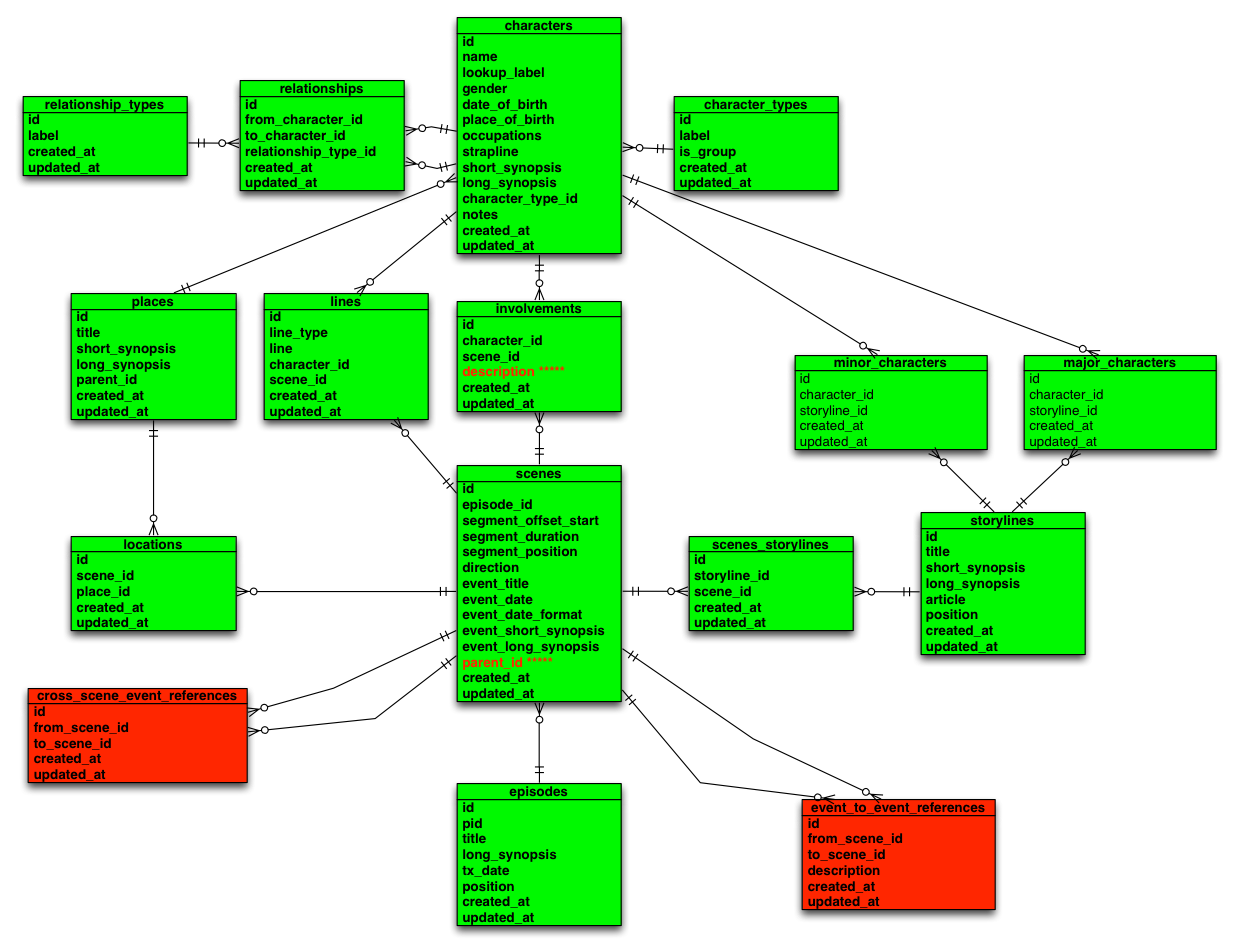 characters
id
name
lookup_label
gender
date_of_birth
place_of_birth
occupations
strapline
short_synopsis
long_synopsis
character_type_id
notes
created_at
updated_at
relationships
id
from_character_id
to_character_id
relationship_type_id
created_at
updated_at
relationship_types
id
label
created_at
updated_at
character_types
id
label
is_group
created_at
updated_at
places
id
title
short_synopsis
long_synopsis
parent_id
created_at
updated_at
lines
id
line_type
line
character_id
scene_id
created_at
updated_at
involvements
id
character_id
scene_id
description *****
created_at
updated_at
minor_characters
id
character_id
storyline_id
created_at
updated_at
major_characters
id
character_id
storyline_id
created_at
updated_at
scenes
id
episode_id
segment_offset_start
segment_duration
segment_position
direction
event_title
event_date
event_date_format
event_short_synopsis
event_long_synopsis
parent_id *****
created_at
updated_at
locations
id
scene_id
place_id
created_at
updated_at
scenes_storylines
id
storyline_id
scene_id
created_at
updated_at
storylines
id
title
short_synopsis
long_synopsis
article
position
created_at
updated_at
cross_scene_event_references
id
from_scene_id
to_scene_id
created_at
updated_at
episodes
id
pid
title
long_synopsis
tx_date
position
created_at
updated_at
event_to_event_references
id
from_scene_id
to_scene_id
description
created_at
updated_at